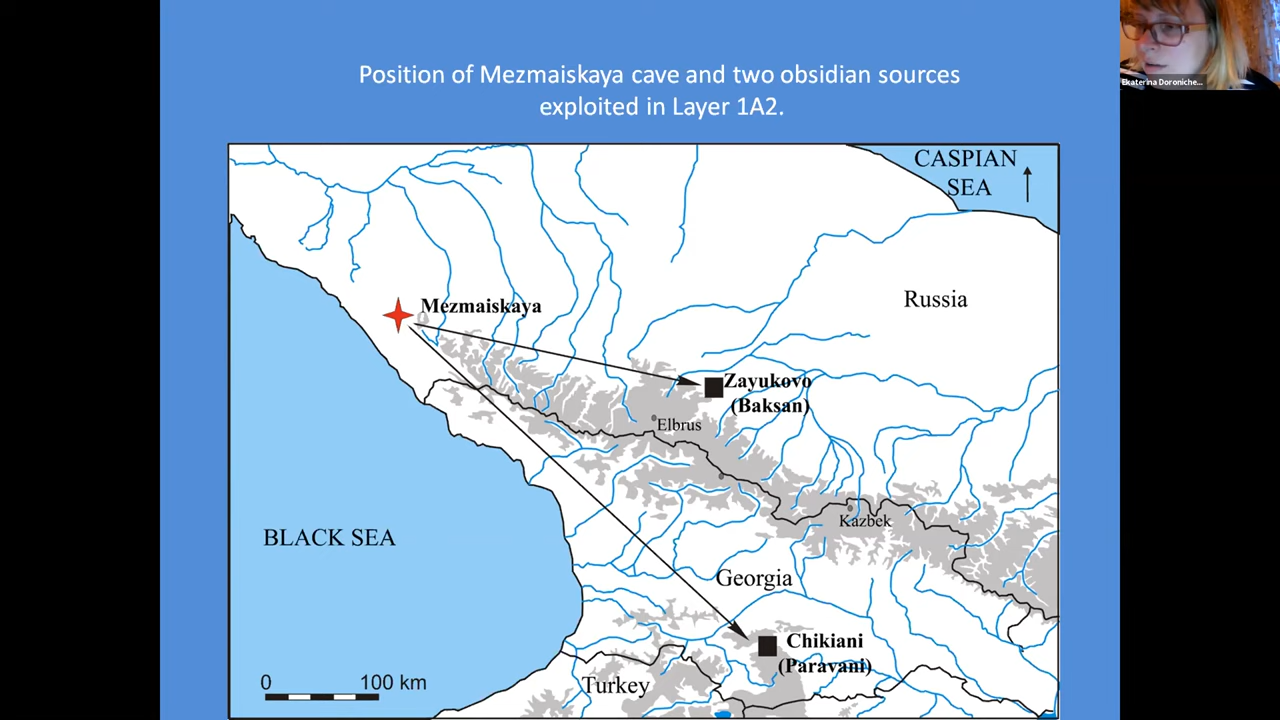 Position of Mezmaiskaya cave and two obsidian sources
exploited in Layer 1A2.
Ekaterina Doroniche...
CASPIAN
SEA
Mezmaiskaya
Russia
Zayukovo
(Baksan)
Elbrus
Kazbek
BLACK SEA
Georgia
Chikiani
(Paravani)
Turkey
0 100 km